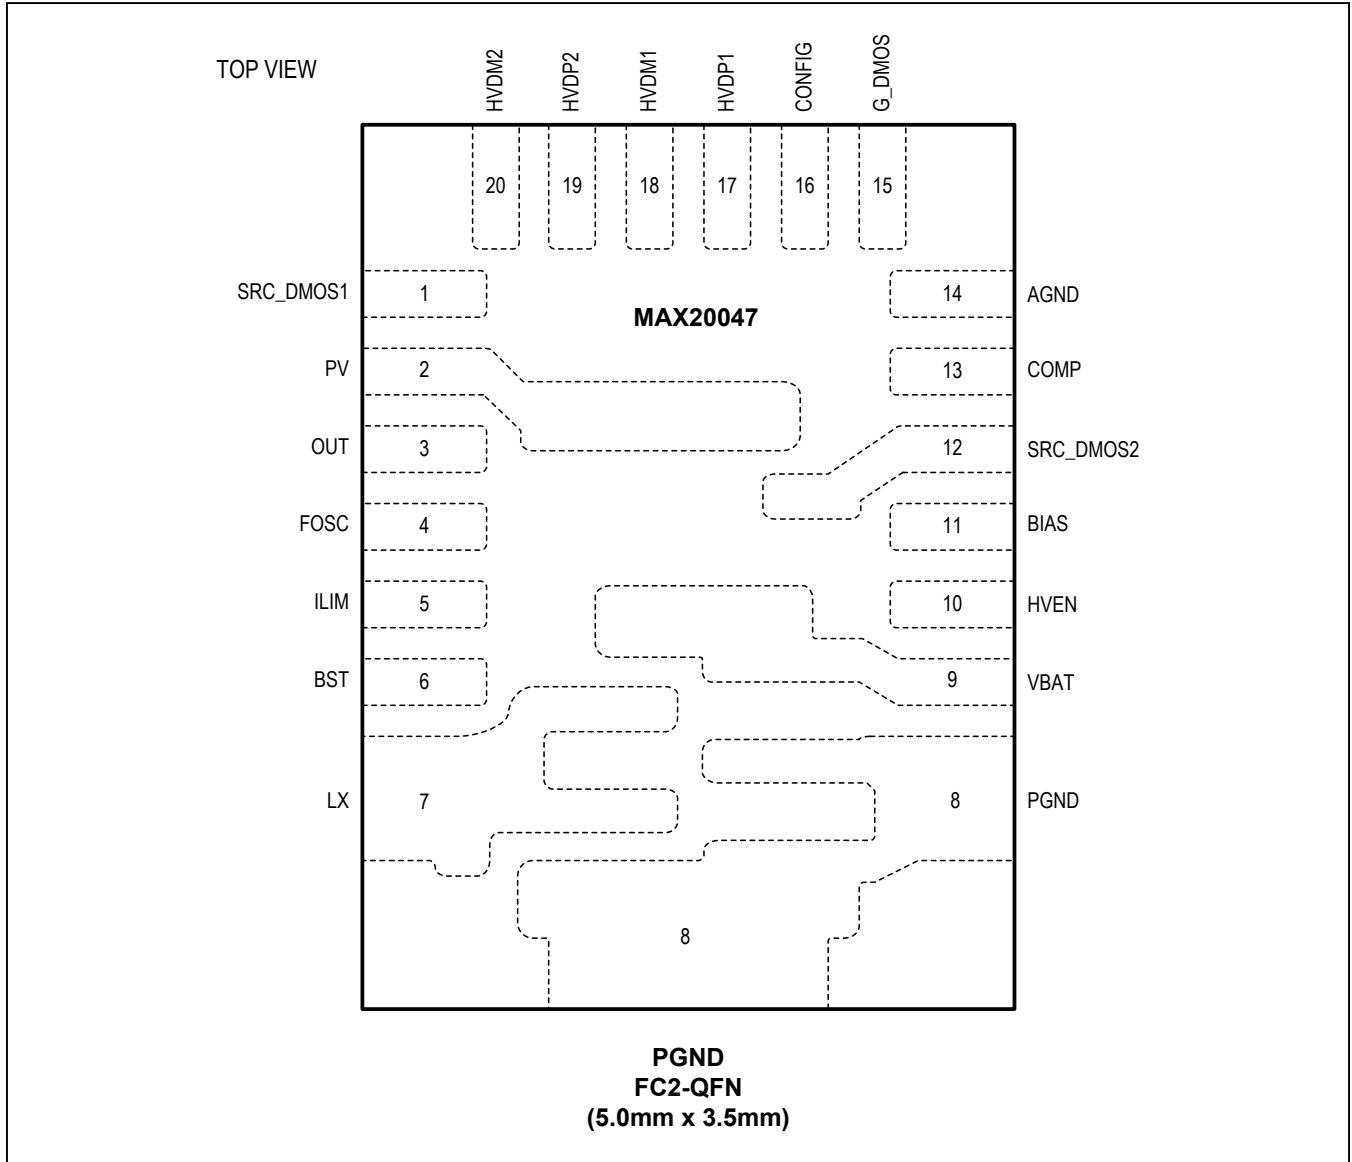 TOP VIEW
HVDM2
HVDP2
HVDM1
HVDP1
CONFIG
G_DMOS
20
19
18
17
16
15
SRC_DMOS1
1
14
AGND
MAX20047
PV
2
13
COMP
OUT
3
12
SRC_DMOS2
FOSC
4
11
BIAS
ILIM
5
10
HVEN
BST
6
9
VBAT
LX
7
8
PGND
8
PGND
FC2-QFN
(5.0mm x 3.5mm)